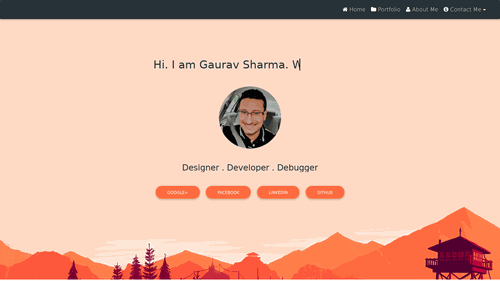 Home Portfolio About Me Contact Me
Hi. I am Gaurav Sharma. W
Designer . Developer . Debugger
GOOGLE+ FACEBOOK LINKEDIN GITHUB